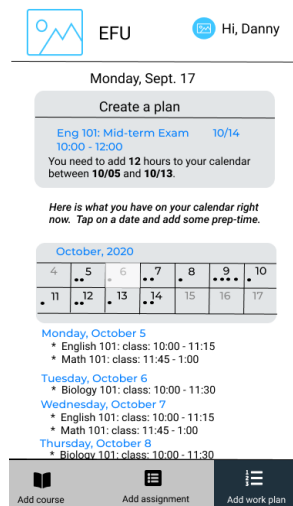 EFU
Hi, Danny
Monday, Sept. 17
Create a plan
Eng 101: Mid-term Exam 10/14
10:00 - 12:00
You need to add 12 hours to your calendar
between 10/05 and 10/13.
Here is what you have on your calendar right
now. Tap on a date and add some prep-time.
October, 2020
4 5 6 7 8 9 10
11 12 13 14 15 16 17
Monday, October 5
* English 101: class: 10:00 - 11:15
* Math 101: class: 11:45 - 1:00
Tuesday, October 6
* Biology 101: class: 10:00 - 11:30
Wednesday, October 7
* English 101: class: 10:00 - 11:15
* Math 101: class: 11:45 - 1:00
Thursday, October 8
* Biology 101: class: 10:00 - 11:30
1
2
3
Add course Add assignment Add work plan